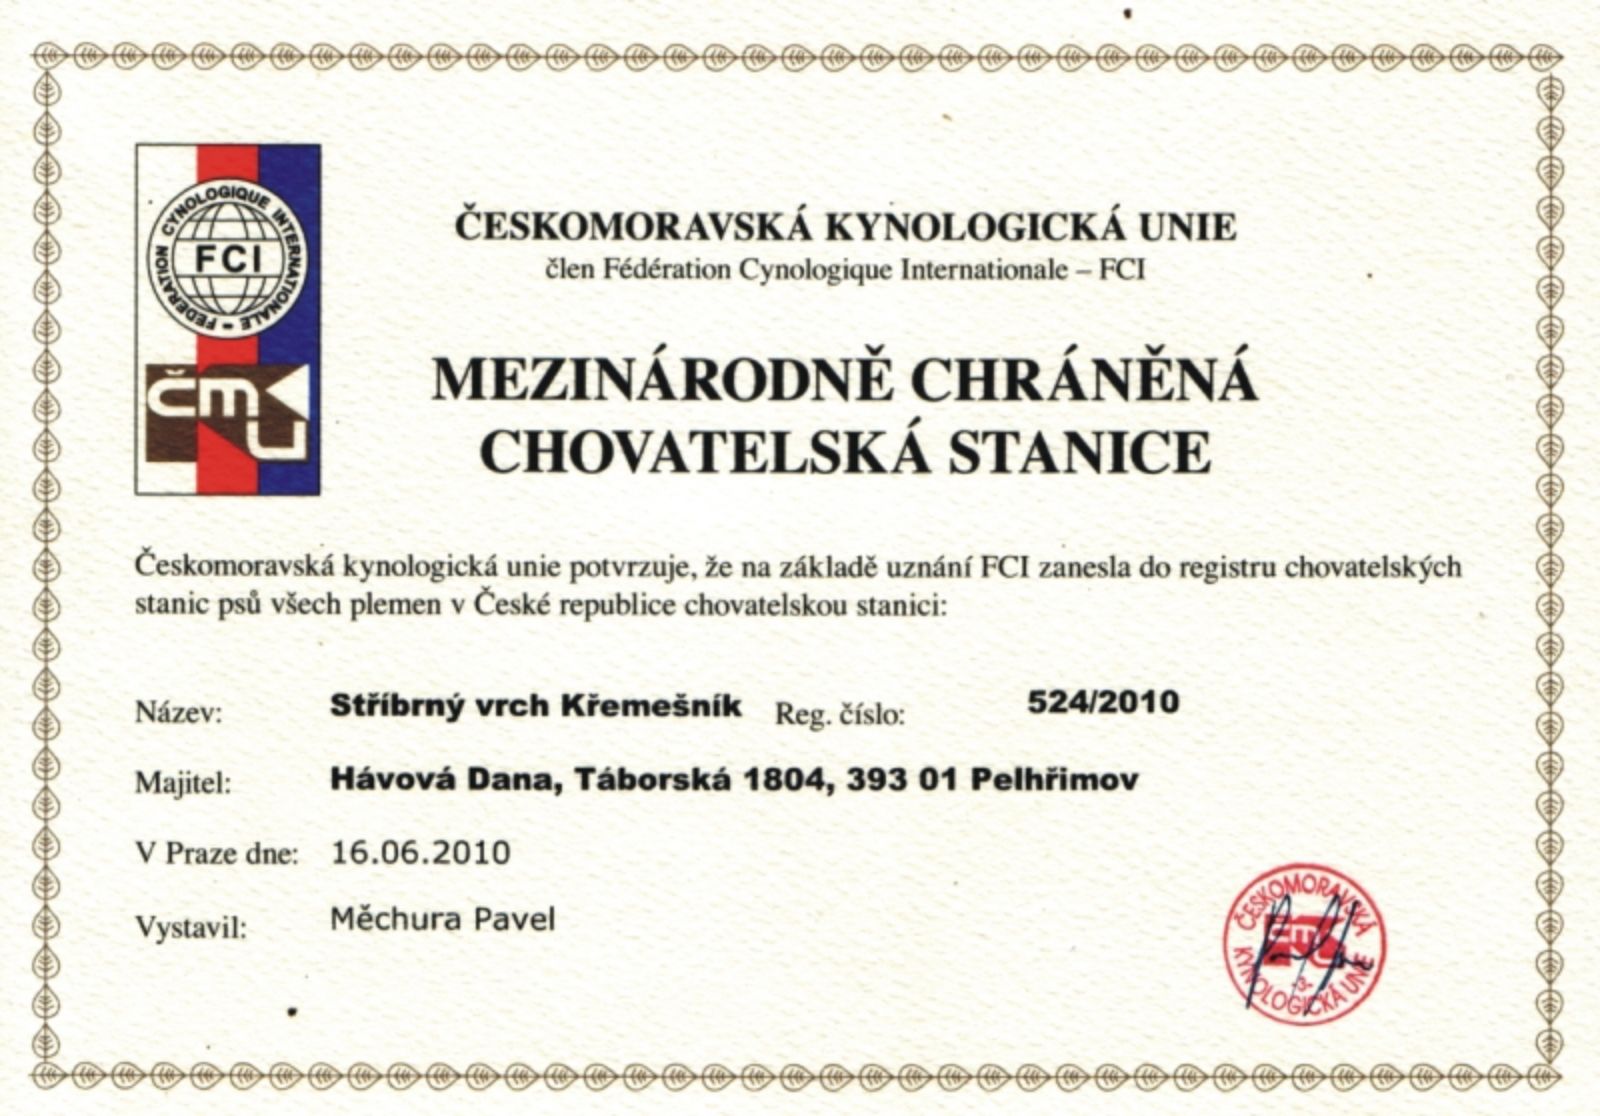 FEDERATION CYNOLOGIQUE INTERNATIONALE -
FCI
ČMKU
ČESKOMORAVSKÁ KYNOLOGICKÁ UNIE
člen Fédération Cynologique Internationale – FCI
MEZINÁRODNĚ CHRÁNĚNÁ
CHOVATELSKÁ STANICE
Českomoravská kynologická unie potvrzuje, že na základě uznání FCI zanesla do registru chovatelských
stanic psů všech plemen v České republice chovatelskou stanici:
Název: Stříbrný vrch Křemešník Reg. číslo: 524/2010
Majitel: Hávová Dana, Táborská 1804, 393 01 Pelhřimov
V Praze dne: 16.06.2010
Vystavil: Měchura Pavel
ČESKOMORAVSKÁ
ČMKU
-3-
KYNOLOGICKÁ UNIE